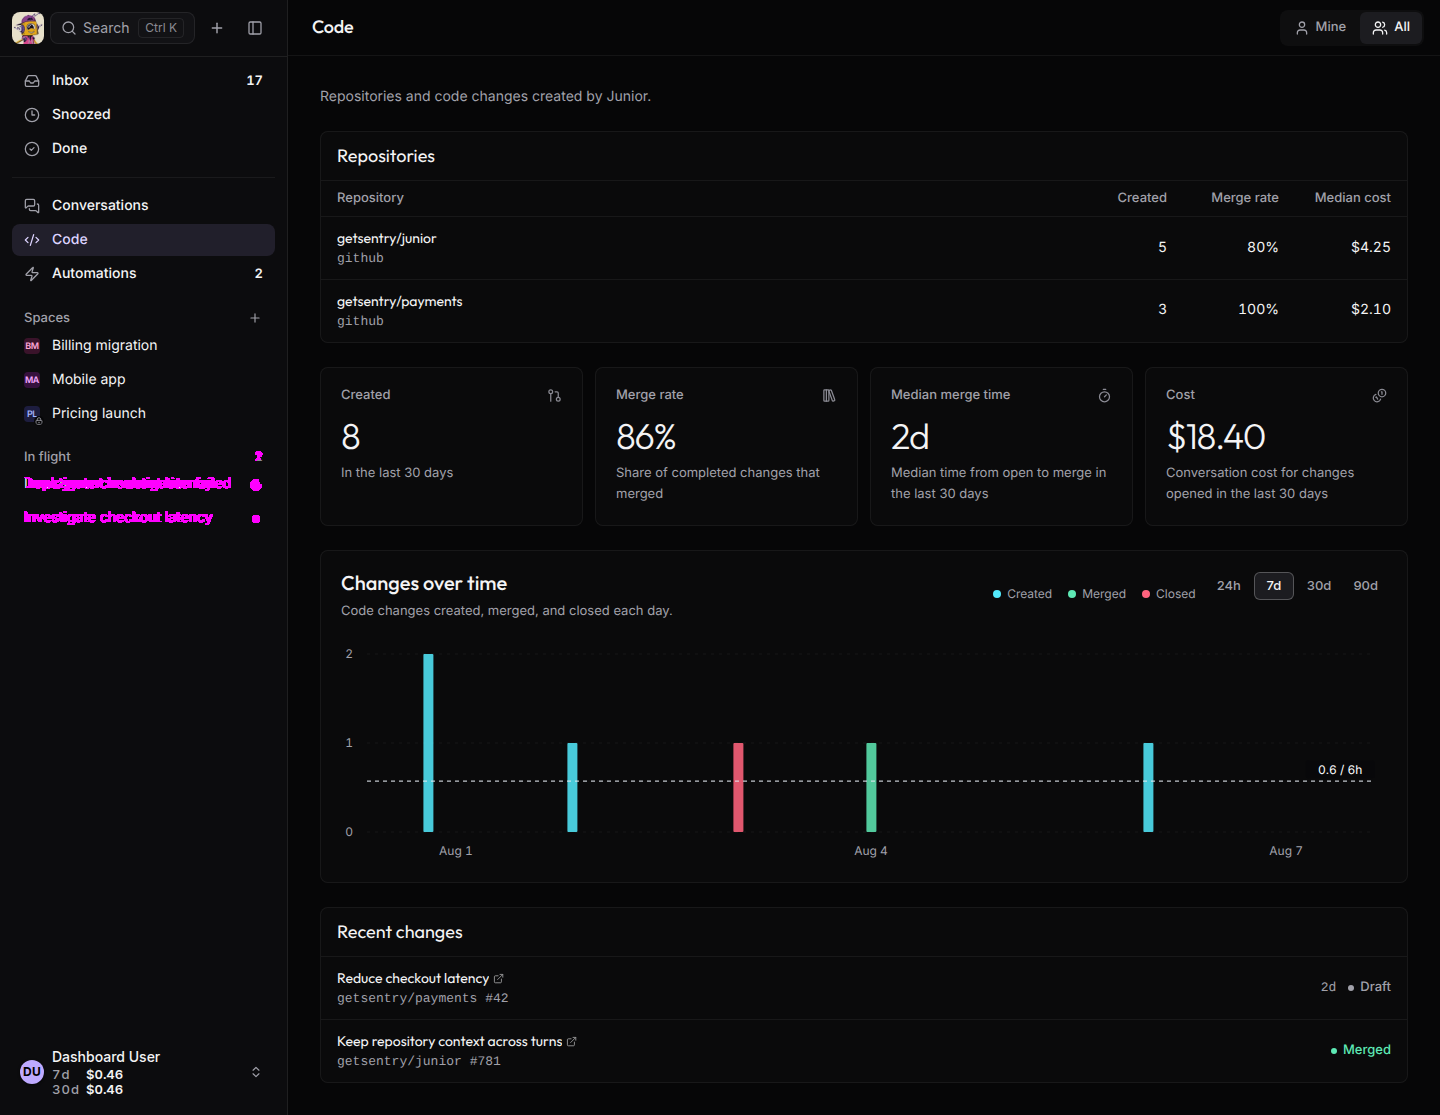 Search Ctrl K
Inbox 17
Snoozed
Done
Conversations
Code
Automations 2
Spaces
BM Billing migration
MA Mobile app
PL Pricing launch
In flight
Investigate checkout latency
DU Dashboard User
7d $0.46
30d $0.46
Code
Mine All
Repositories and code changes created by Junior.
Repositories
Repository Created Merge rate Median cost
getsentry/junior 5 80% $4.25
github
getsentry/payments 3 100% $2.10
github
Created
8
In the last 30 days
Merge rate
86%
Share of completed changes that
merged
Median merge time
2d
Median time from open to merge in
the last 30 days
Cost
$18.40
Conversation cost for changes
opened in the last 30 days
Changes over time
Code changes created, merged, and closed each day.
Created Merged Closed 24h 7d 30d 90d
2
1
0.6 / 6h
0
Aug 1 Aug 4 Aug 7
Recent changes
Reduce checkout latency
getsentry/payments #42
2d Draft
Keep repository context across turns
getsentry/junior #781
Merged